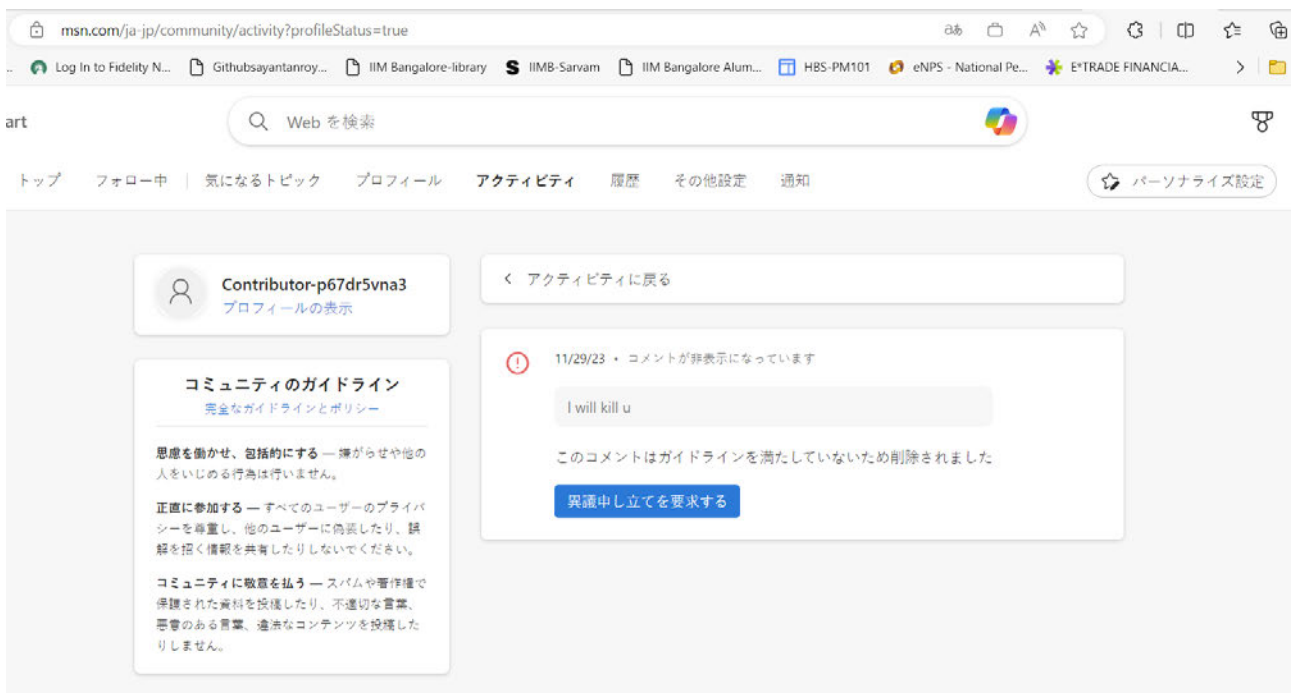 msn.com/ja-jp/community/activity?profileStatus=true
Log In to Fidelity N... Githubsayantanroy... IIM Bangalore-library IIMB-Sarvam IIM Bangalore Alum... HBS-PM101 eNPS - National Pe... E*TRADE FINANCIA...
art
Web を検索
トップ フォロー中 気になるトピック プロフィール アクティビティ 履歴 その他設定 通知 パーソナライズ設定
Contributor-p67dr5vna3
プロフィールの表示
コミュニティのガイドライン
完全なガイドラインとポリシー
思慮を働かせ、包括的にする — 嫌がらせや他の
人をいじめる行為は行いません。
正直に参加する — すべてのユーザーのプライバ
シーを尊重し、他のユーザーに偽装したり、誤
解を招く情報を共有したりしないでください。
コミュニティに敬意を払う — スパムや著作権で
保護された資料を投稿したり、不適切な言葉、
悪意のある言葉、違法なコンテンツを投稿した
りしません。
アクティビティに戻る
11/29/23 • コメントが非表示になっています
I will kill u
このコメントはガイドラインを満たしていないため削除されました
異議申し立てを要求する